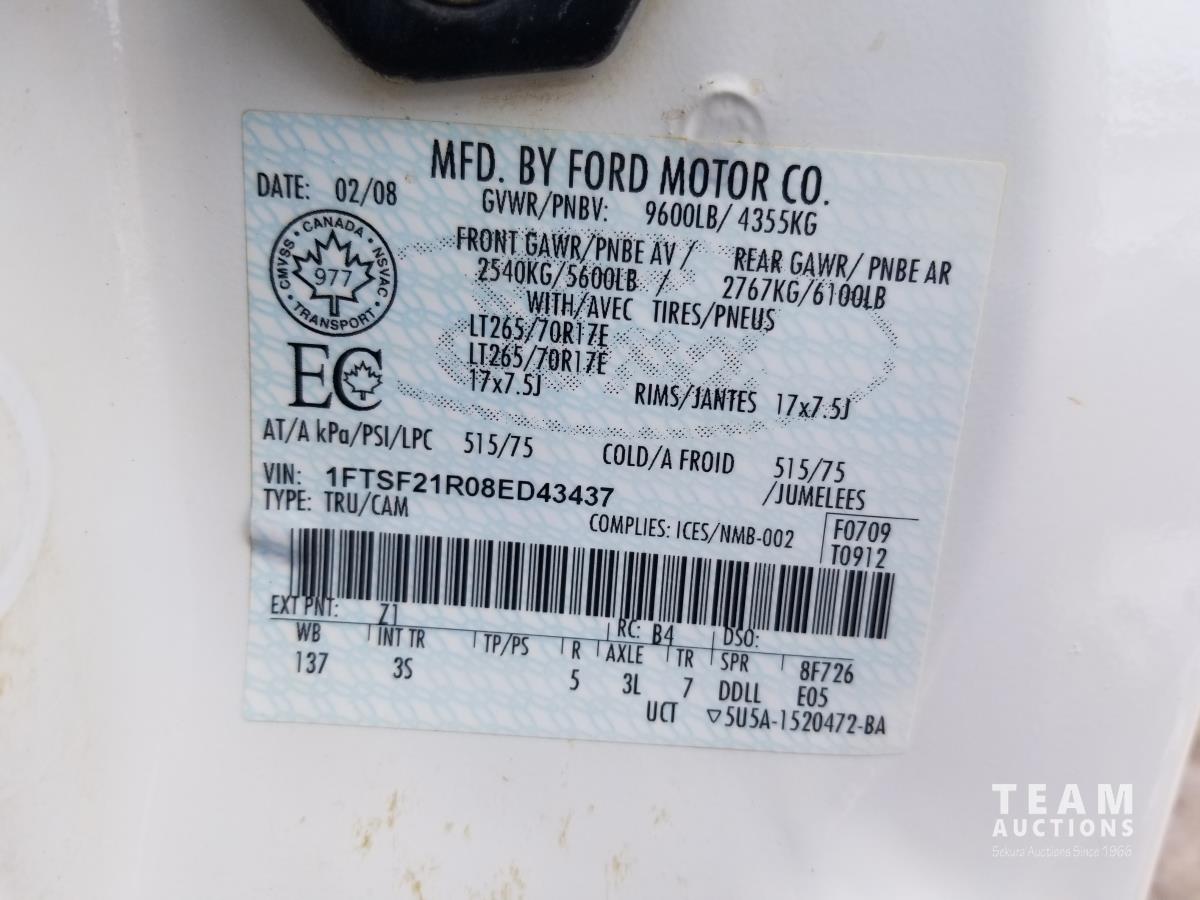 MFD. BY FORD MOTOR CO.
DATE: 02/08
GVWR/PNBV: 9600LB/ 4355KG
FRONT GAWR/PNBE AV / REAR GAWR/ PNBE AR
2540KG/5600LB / 2767KG/6100LB
WITH/AVEC TIRES/PNEUS
CANADA
CMVSS 977 NSVAC
TRANSPORT
LT265/70R17E
LT265/70R17E
17x7.5J RIMS/JANTES 17x7.5J
EC
AT/A kPa/PSI/LPC 515/75 COLD/A FROID 515/75
VIN: 1FTSF21R08ED43437 /JUMELEES
TYPE: TRU/CAM
COMPLIES: ICES/NMB-002 F0709
T0912
EXT PNT: Z1 RC: B4 DSO:
WB INT TR TP/PS R AXLE TR SPR 8F726
137 3S 5 3L 7 DDLL E05
UCT ▽5U5A-1520472-BA
TEAM
AUCTIONS
Sekura Auctions Since 1966